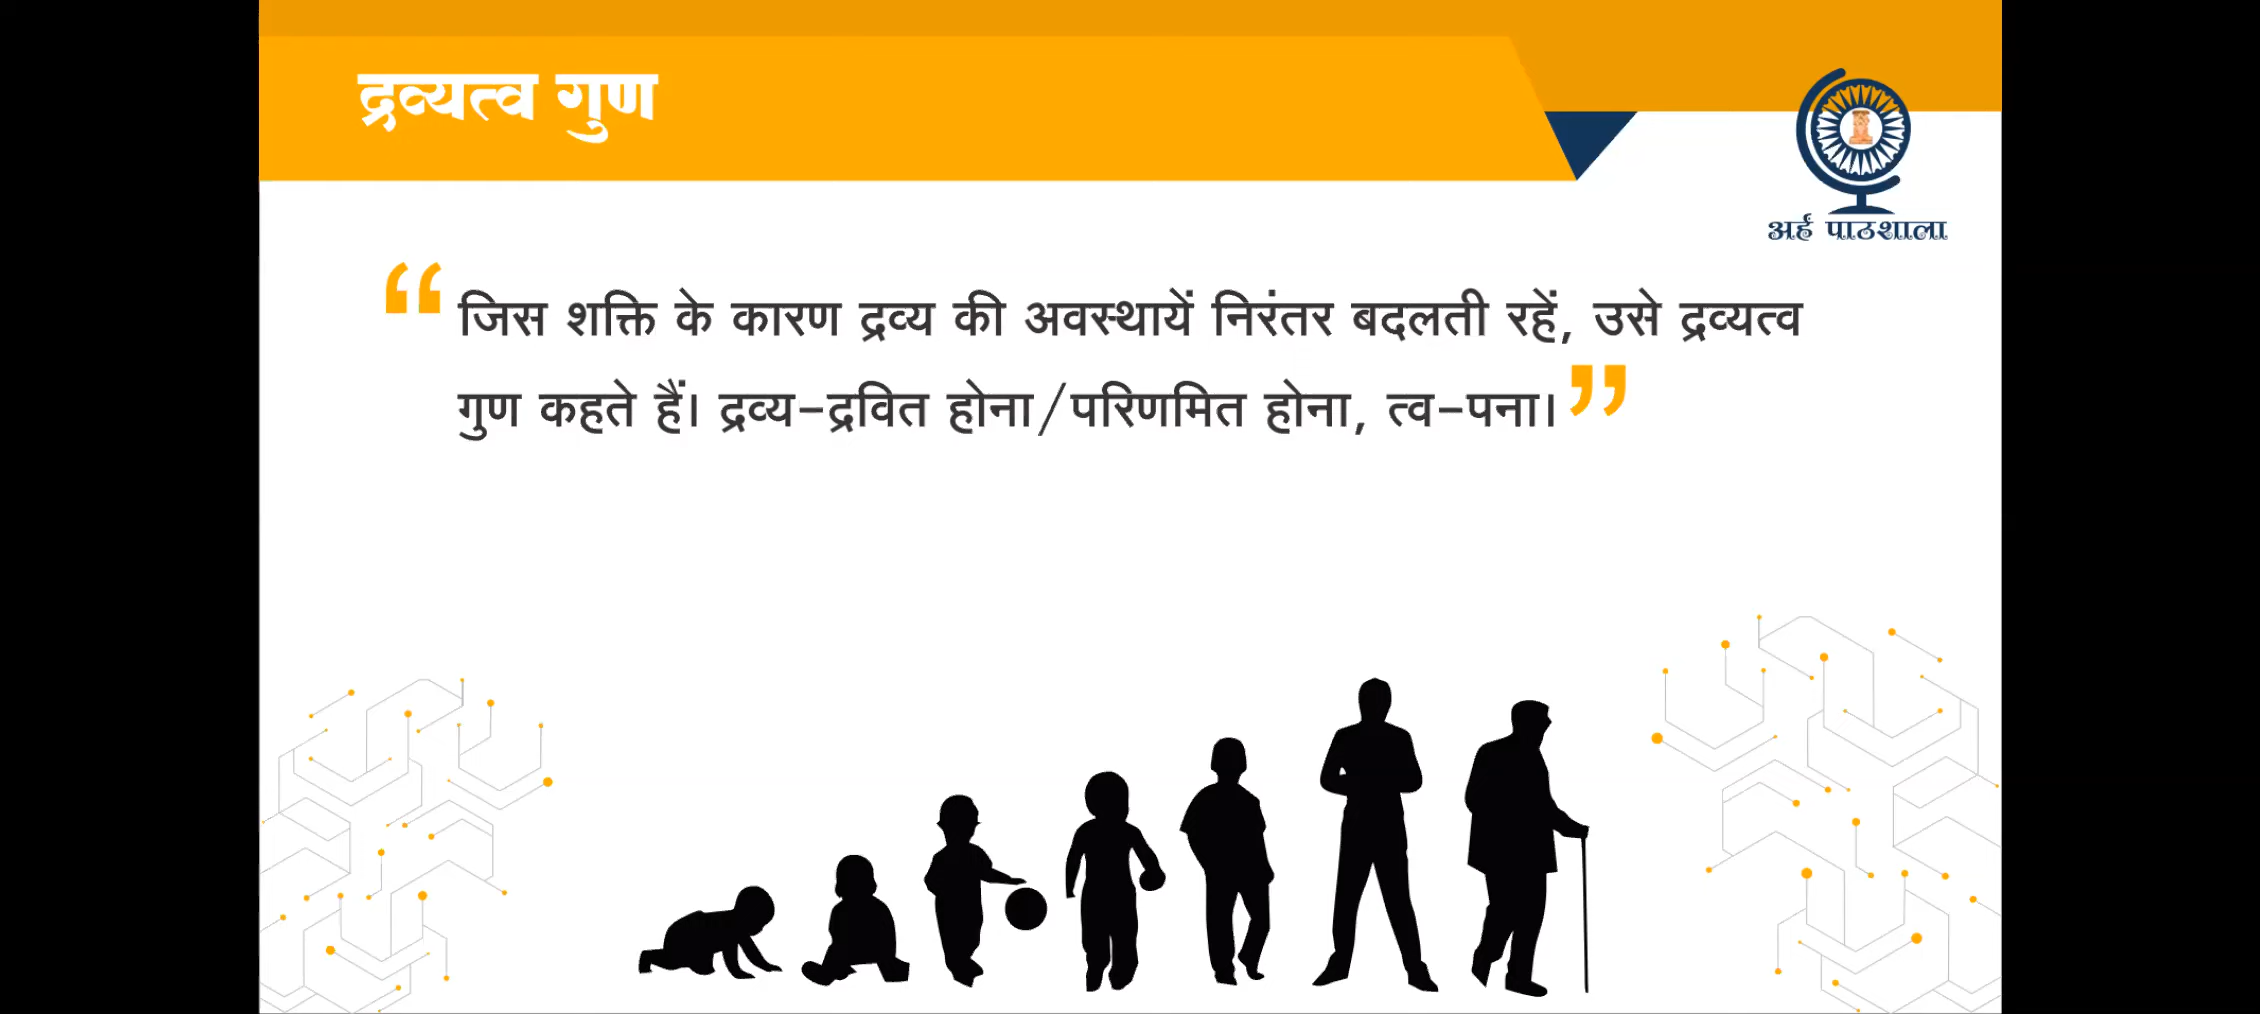 द्रव्यत्व गुण
अर्हं पाठशाला
“जिस शक्ति के कारण द्रव्य की अवस्थायें निरंतर बदलती रहें, उसे द्रव्यत्व
गुण कहते हैं। द्रव्य-द्रवित होना/परिणमित होना, त्व-पना।”